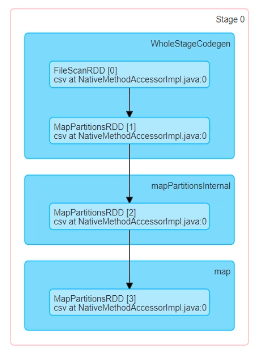 Stage 0
WholeStageCodegen
FileScanRDD [0]
csv at NativeMethodAccessorImpl.java:0
MapPartitionsRDD [1]
csv at NativeMethodAccessorImpl.java:0
mapPartitionsInternal
MapPartitionsRDD [2]
csv at NativeMethodAccessorImpl.java:0
map
MapPartitionsRDD [3]
csv at NativeMethodAccessorImpl.java:0